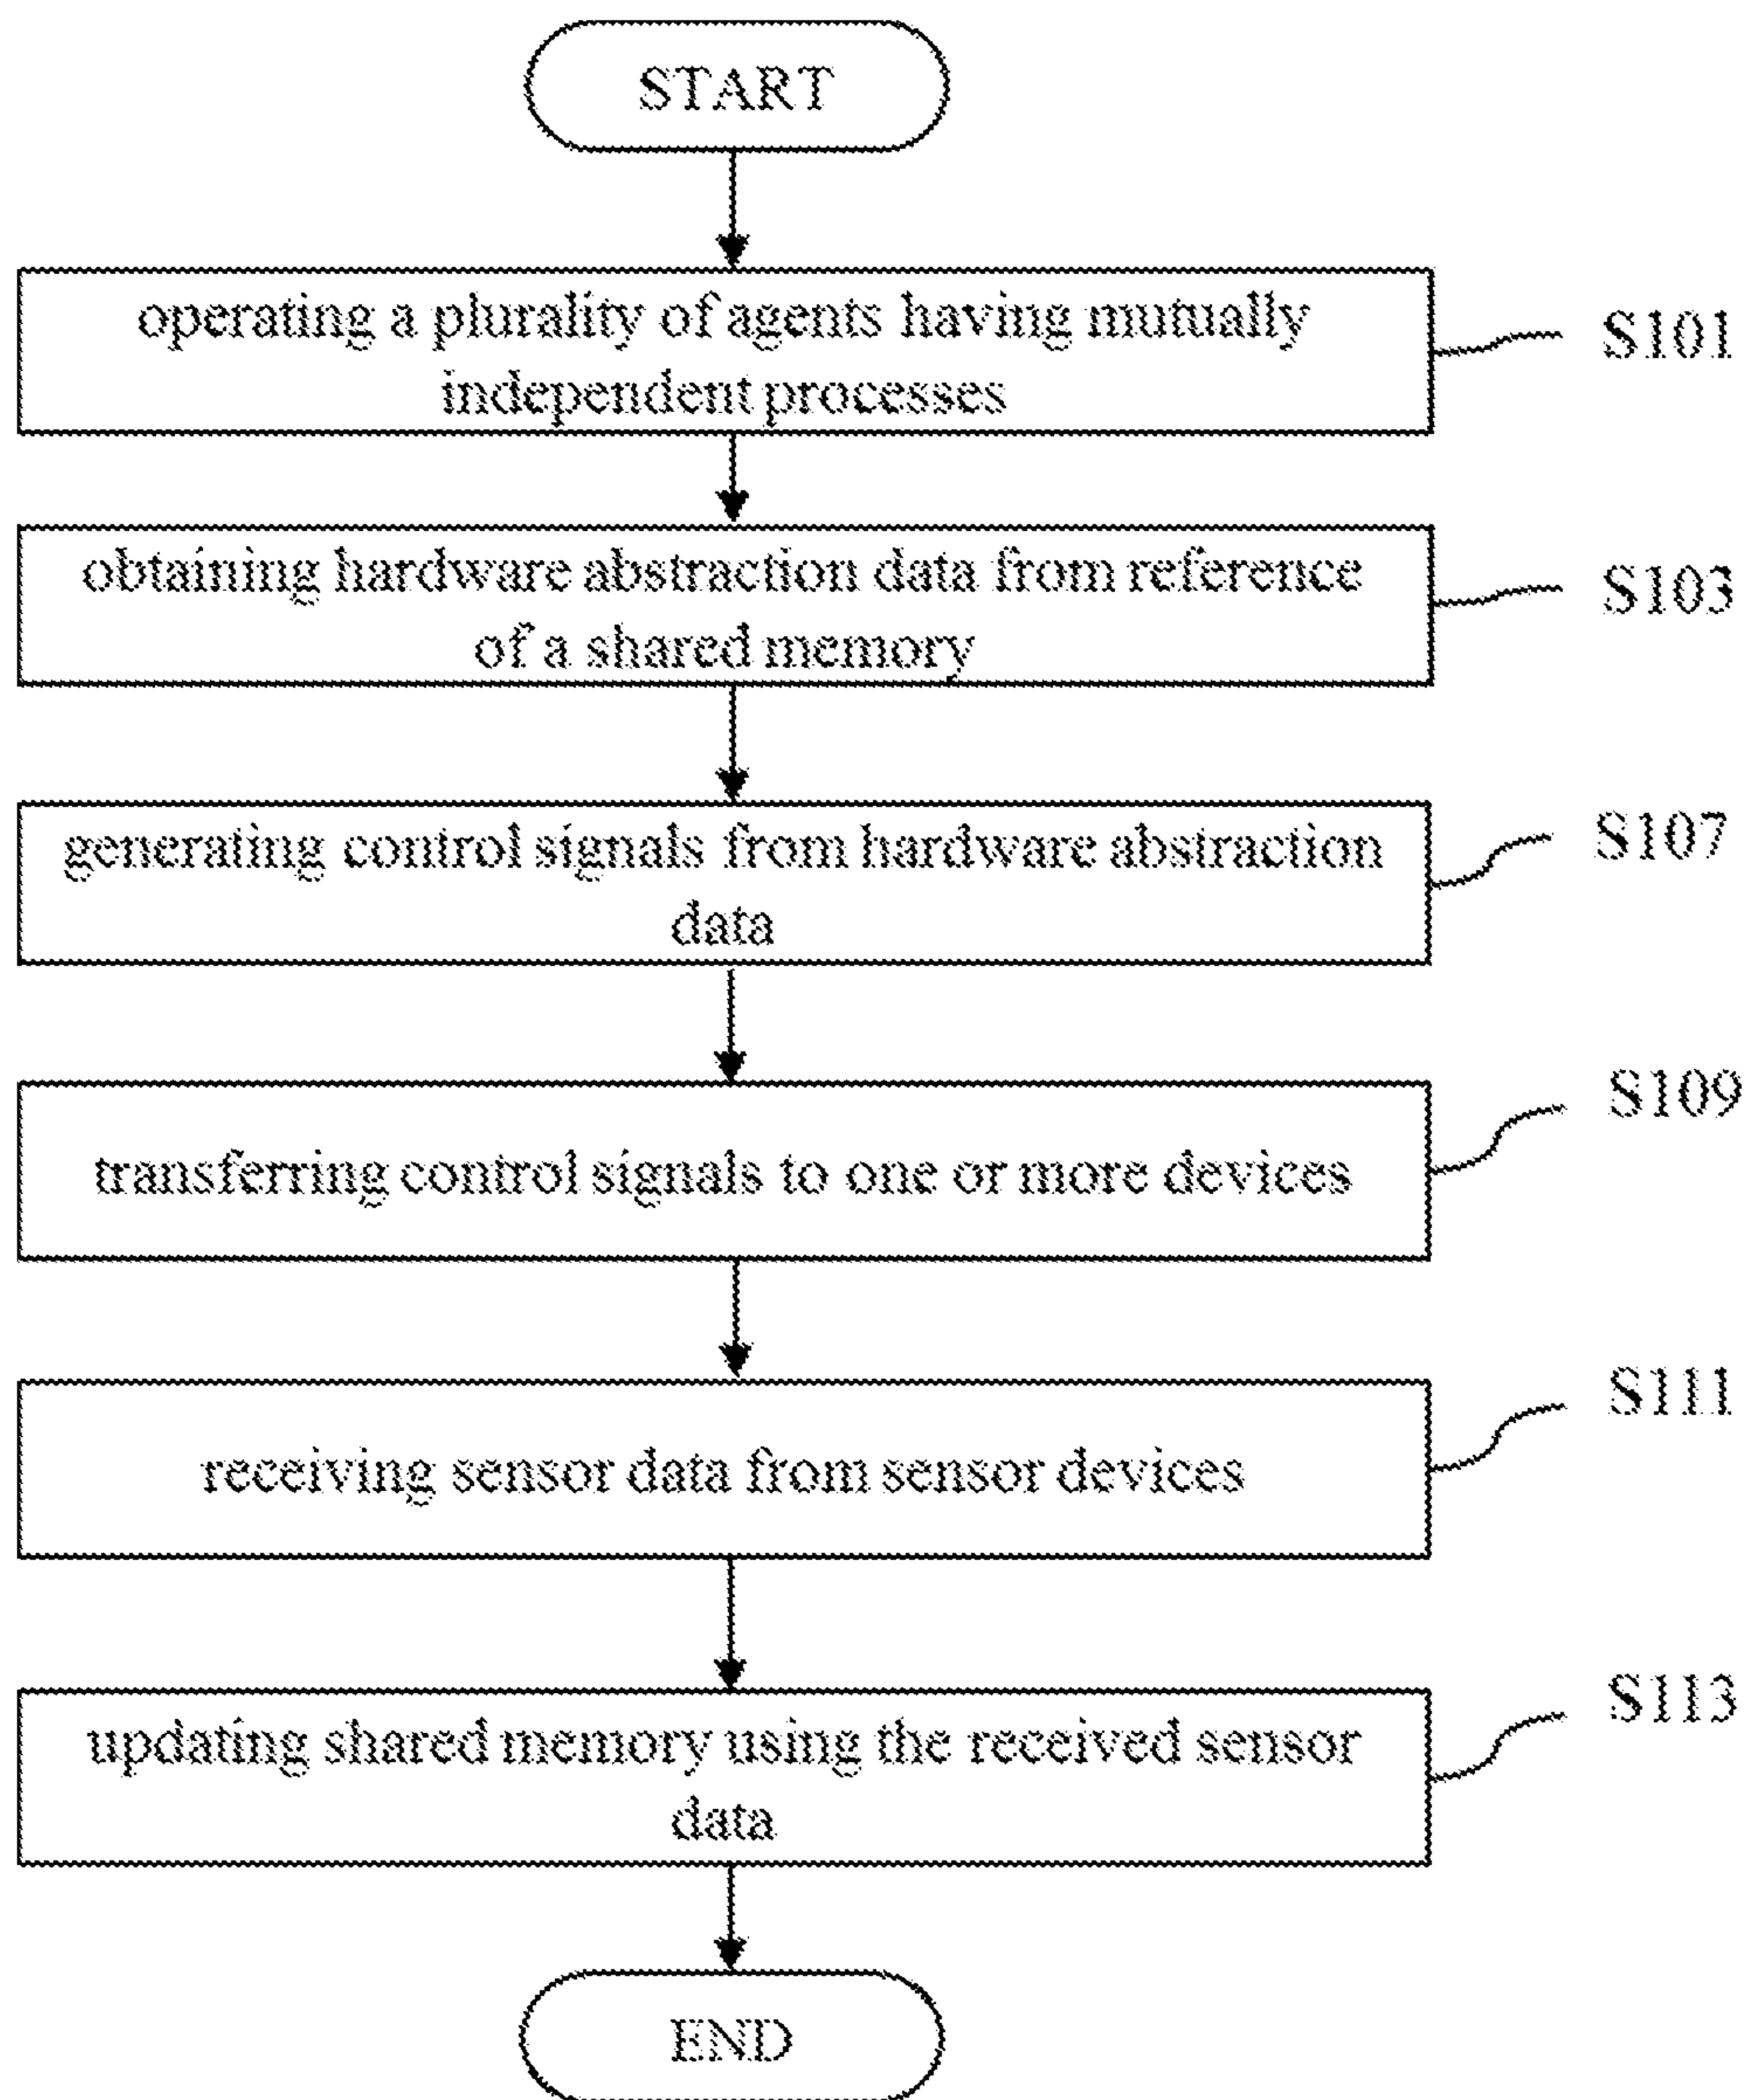 START
operating a plurality of agents having mutually
independent processes
S101
obtaining hardware abstraction data from reference
of a shared memory
S103
generating control signals from hardware abstraction
data
S107
transferring control signals to one or more devices
S109
receiving sensor data from sensor devices
S111
updating shared memory using the received sensor
data
S113
END